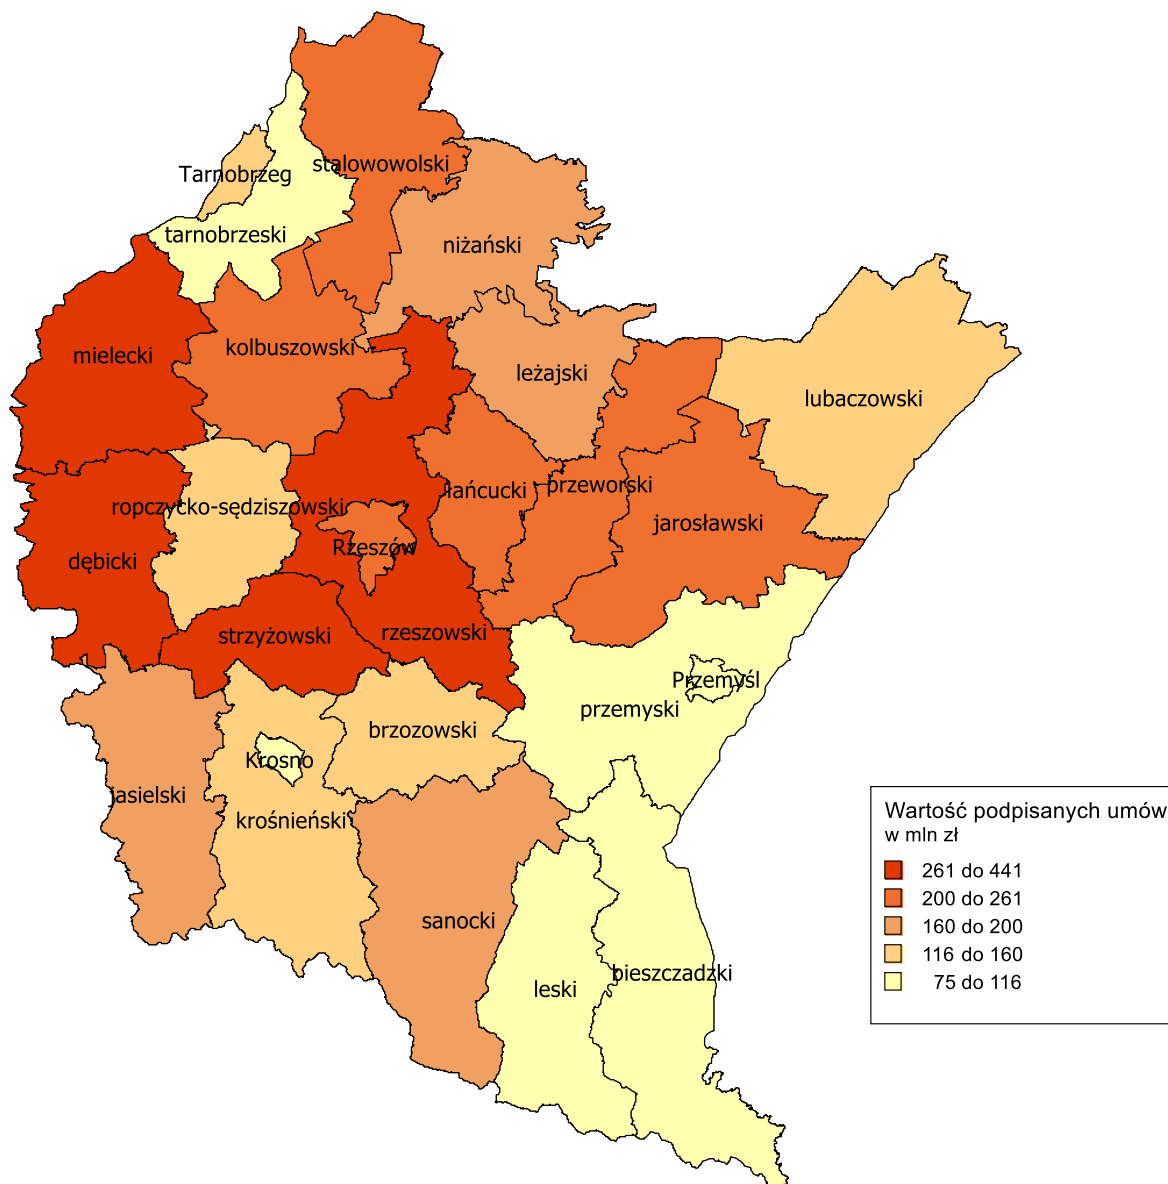 stalowowolski
Tarnobrzeg
tarnobrzeski
niżański
mielecki
kolbuszowski
leżajski
lubaczowski
ropczycko-sędziszowski
łańcucki
przeworski
jarosławski
dębicki
Rzeszów
strzyżowski
rzeszowski
Przemyśl
przemyski
brzozowski
Krosno
jasielski
krośnieński
sanocki
leski
bieszczadzki
Wartość podpisanych umów
w mln zł
261 do 441
200 do 261
160 do 200
116 do 160
75 do 116